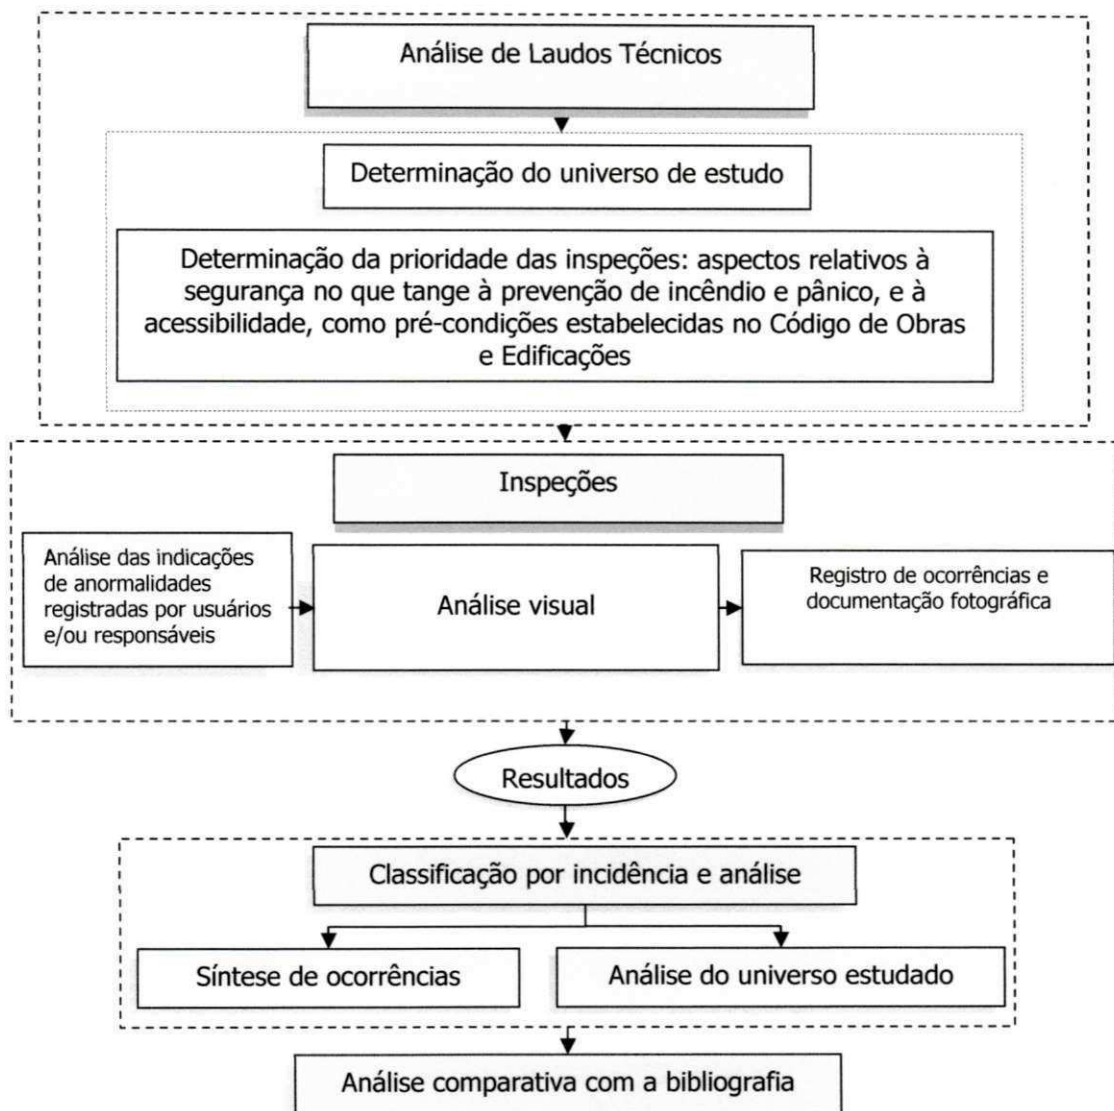 Análise de Laudos Técnicos
Determinação do universo de estudo
Determinação da prioridade das inspeções: aspectos relativos à
segurança no que tange à prevenção de incêndio e pânico, e à
acessibilidade, como pré-condições estabelecidas no Código de Obras
e Edificações
Inspeções
Análise das indicações
de anormalidades
registradas por usuários
e/ou responsáveis
Análise visual
Registro de ocorrências e
documentação fotográfica
Resultados
Classificação por incidência e análise
Síntese de ocorrências
Análise do universo estudado
Análise comparativa com a bibliografia